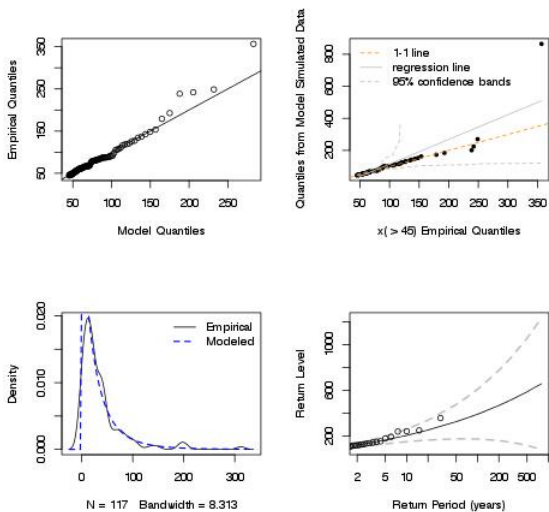 Empirical Quantiles
50
150
250
350
50
100
150
200
250
Model Quantiles
Quantiles from Model Simulated Data
200
400
600
800
1-1 line
regression line
95% confidence bands
50
100
150
200
250
300
350
x( > 45) Empirical Quantiles
Density
0.000
0.010
0.020
Empirical
Modeled
0
100
200
300
N = 117 Bandwidth = 8.313
Return Level
200
600
1000
2
5
10
50
200
500
Return Period (years)